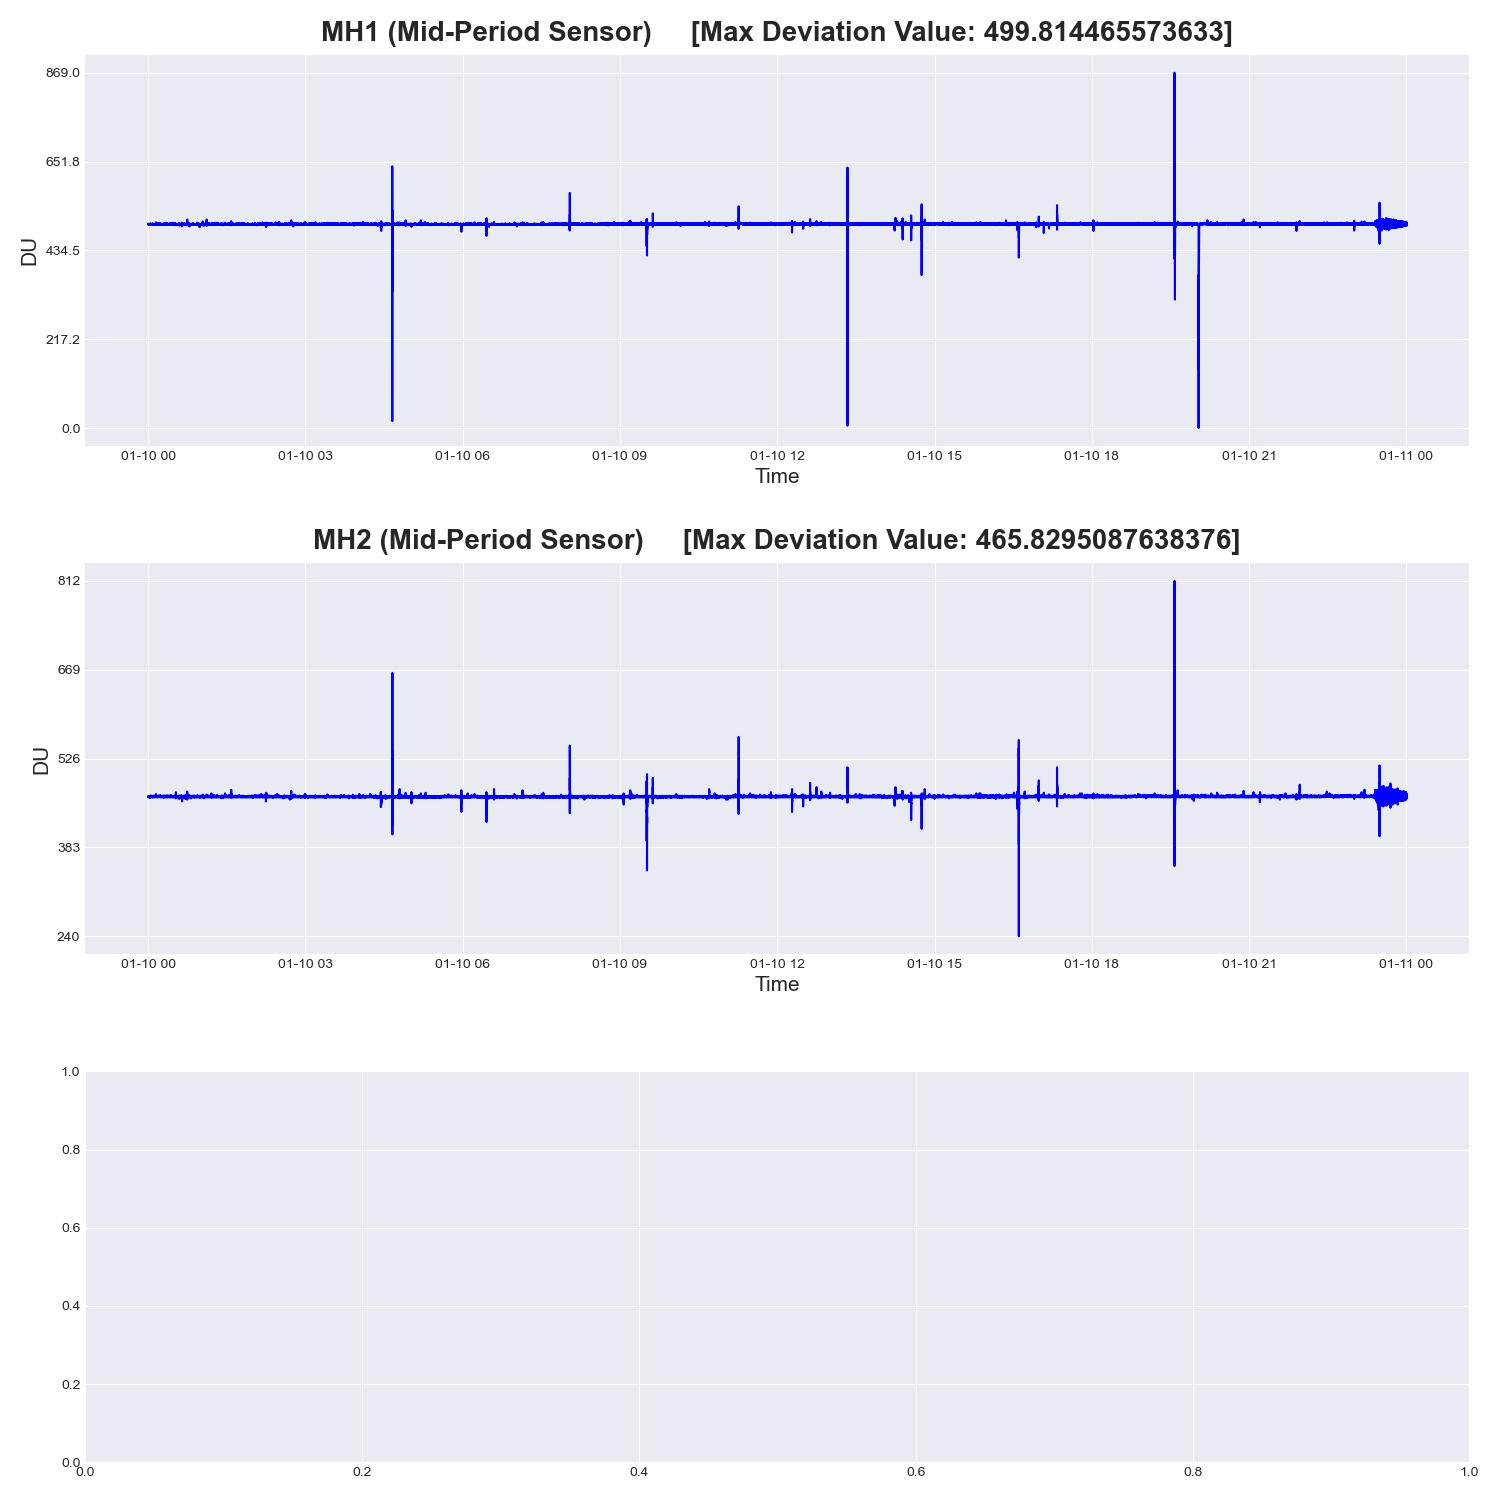 MH1 (Mid-Period Sensor) [Max Deviation Value: 499.814465573633]
869.0
651.8
434.5
217.2
0.0
DU
01-10 00 01-10 03 01-10 06 01-10 09 01-10 12 01-10 15 01-10 18 01-10 21 01-11 00
Time
MH2 (Mid-Period Sensor) [Max Deviation Value: 465.8295087638376]
812
669
526
383
240
DU
01-10 00 01-10 03 01-10 06 01-10 09 01-10 12 01-10 15 01-10 18 01-10 21 01-11 00
Time
1.0
0.8
0.6
0.4
0.2
0.0
0.0 0.2 0.4 0.6 0.8 1.0